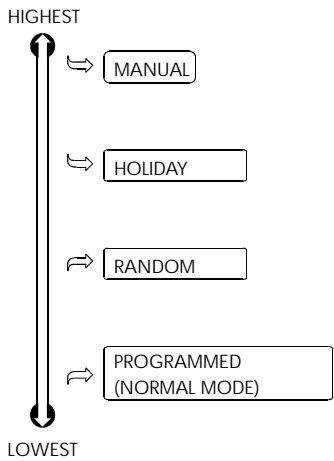 HIGHEST
MANUAL
HOLIDAY
RANDOM
PROGRAMMED
(NORMAL MODE)
LOWEST